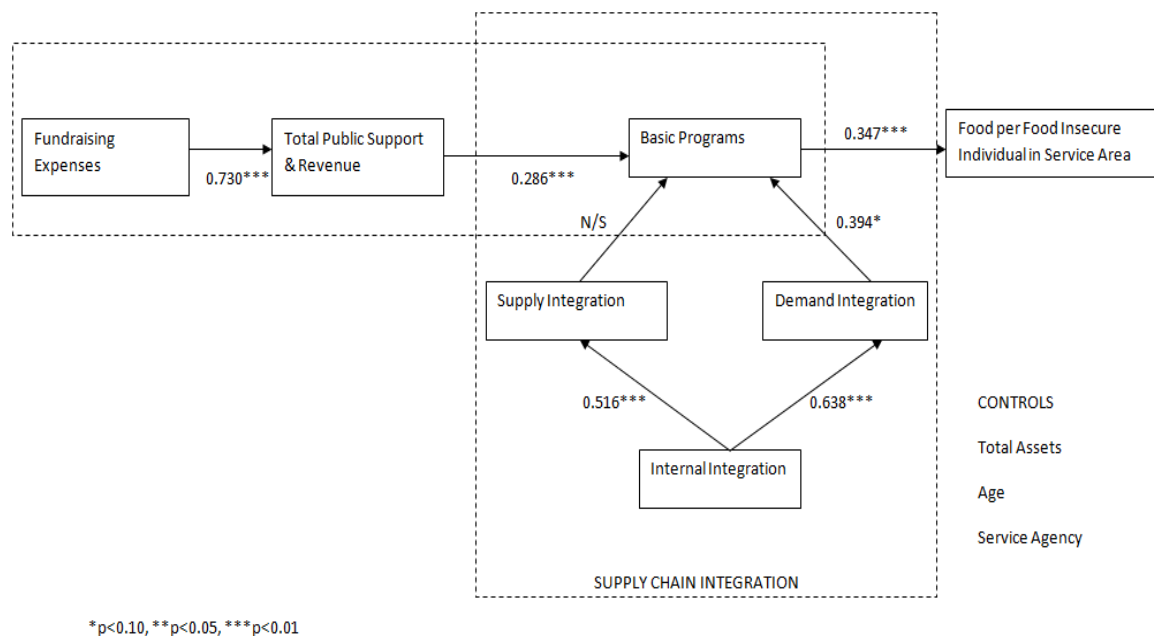 Fundraising
Expenses
0.730***
Total Public Support
& Revenue
0.286***
Basic Programs
0.347***
Food per Food Insecure
Individual in Service Area
N/S
0.394*
Supply Integration
Demand Integration
0.516***
0.638***
Internal Integration
SUPPLY CHAIN INTEGRATION
CONTROLS
Total Assets
Age
Service Agency
*p<0.10, **p<0.05, ***p<0.01